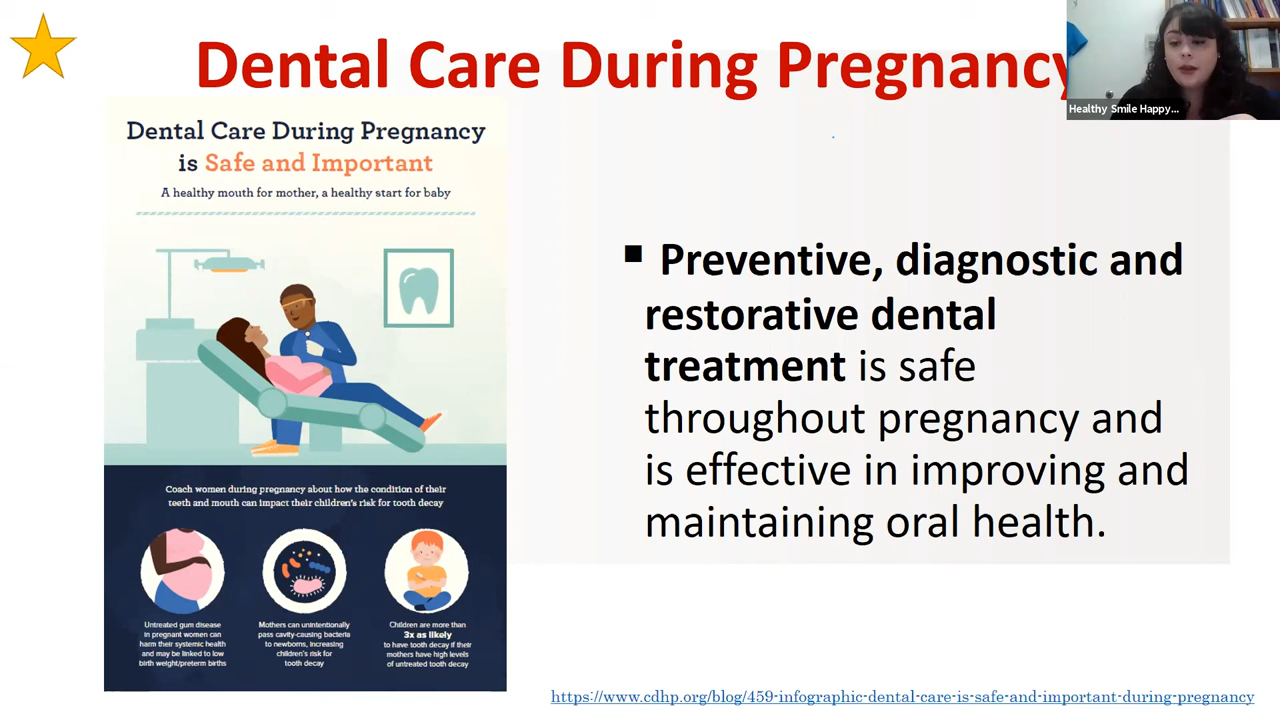 Dental Care During Pregnancy
Healthy Smile Happy...
Dental Care During Pregnancy
is Safe and Important
A healthy mouth for mother, a healthy start for baby
▪ Preventive, diagnostic and
restorative dental
treatment is safe
throughout pregnancy and
is effective in improving and
maintaining oral health.
Coach women during pregnancy about how the condition of their
teeth and mouth can impact their children's risk for tooth decay
Untreated gum disease
in pregnant women can
harm their systemic health
and may be linked to low
birth weight/preterm births
Mothers can unintentionally
pass cavity-causing bacteria
to newborns, increasing
children's risk for
tooth decay
Children are more than
3x as likely
to have tooth decay if their
mothers have high levels
of untreated tooth decay
https://www.cdhp.org/blog/459-infographic-dental-care-is-safe-and-important-during-pregnancy